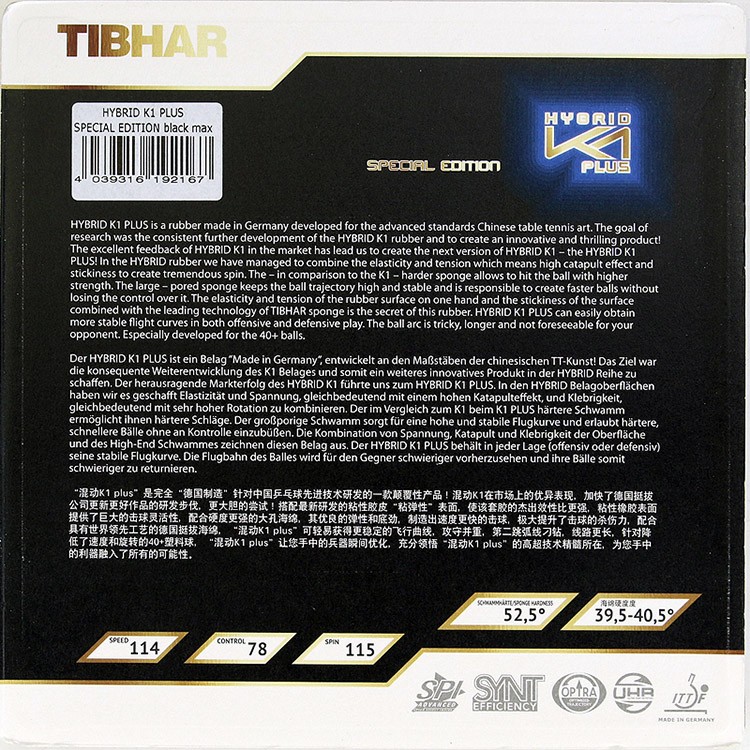 TIBHAR
HYBRID K1 PLUS
SPECIAL EDITION black max
4 039316 192167
SPECIAL EDITION
HYBRID
K1
PLUS
HYBRID K1 PLUS is a rubber made in Germany developed for the advanced standards Chinese table tennis art. The goal of
research was the consistent further development of the HYBRID K1 rubber and to create an innovative and thrilling product!
The excellent feedback of HYBRID K1 in the market has lead us to create the next version of HYBRID K1 – the HYBRID K1
PLUS! In the HYBRID rubber we have managed to combine the elasticity and tension which means high catapult effect and
stickiness to create tremendous spin. The – in comparison to the K1 – harder sponge allows to hit the ball with higher
strength. The large – pored sponge keeps the ball trajectory high and stable and is responsible to create faster balls without
losing the control over it. The elasticity and tension of the rubber surface on one hand and the stickiness of the surface
combined with the leading technology of TIBHAR sponge is the secret of this rubber. HYBRID K1 PLUS can easily obtain
more stable flight curves in both offensive and defensive play. The ball arc is tricky, longer and not foreseeable for your
opponent. Especially developed for the 40+ balls.
Der HYBRID K1 PLUS ist ein Belag "Made in Germany", entwickelt an den Maßstäben der chinesischen TT-Kunst! Das Ziel war
die konsequente Weiterentwicklung des K1 Belages und somit ein weiteres innovatives Produkt in der HYBRID Reihe zu
schaffen. Der herausragende Markterfolg des HYBRID K1 führte uns zum HYBRID K1 PLUS. In den HYBRID Belagoberflächen
haben wir es geschafft Elastizität und Spannung, gleichbedeutend mit einem hohen Katapulteffekt, und Klebrigkeit,
gleichbedeutend mit sehr hoher Rotation zu kombinieren. Der im Vergleich zum K1 beim K1 PLUS härtere Schwamm
ermöglicht ihnen härtere Schläge. Der großporige Schwamm sorgt für eine hohe und stabile Flugkurve und erlaubt härtere,
schnellere Bälle ohne an Kontrolle einzubüßen. Die Kombination von Spannung, Katapult und Klebrigkeit der Oberfläche
und des High-End Schwammes zeichnen diesen Belag aus. Der HYBRID K1 PLUS behält in jeder Lage (offensiv oder defensiv)
seine stabile Flugkurve. Die Flugbahn des Balles wird für den Gegner schwieriger vorherzusehen und ihre Bälle somit
schwieriger zu returnieren.
"混动K1 plus"是完全"德国制造"针对中国乒乓球先进技术研发的一款颠覆性产品！混动K1在市场上的优异表现，加快了德国挺拔
公司更新更好作品的研发步伐，更大胆的尝试！搭配最新研发的粘性胶皮"粘弹性"表面，使该套胶的杰出效性比更强，粘性橡胶表面
提供了巨大的击球灵活性，配合硬度更强的大孔海绵，其优良的弹性和底劲，制造出速度更快的击球，极大提升了击球的杀伤力，配合
具有世界领先工艺的德国挺拔海绵，"混动K1 plus"可轻易获得更稳定的飞行曲线，攻守并重，第二跳弧线刁钻，线路更长，针对降
低了速度和旋转的40+塑料球，"混动K1 plus"让您手中的兵器瞬间优化，充分领悟"混动K1 plus"的高超技术精髓所在，为您手中
的利器融入了所有的可能性。
SCHWAMMHÄRTE/SPONGE HARDNESS
52,5°
海绵硬度度
39,5-40,5°
SPEED
114
CONTROL
78
SPIN
115
SPI
ADVANCED
SYNT
EFFICIENCY
OPTRA
OPTIMIZED
TRAJECTORY
UHR
ITTF
MADE IN GERMANY